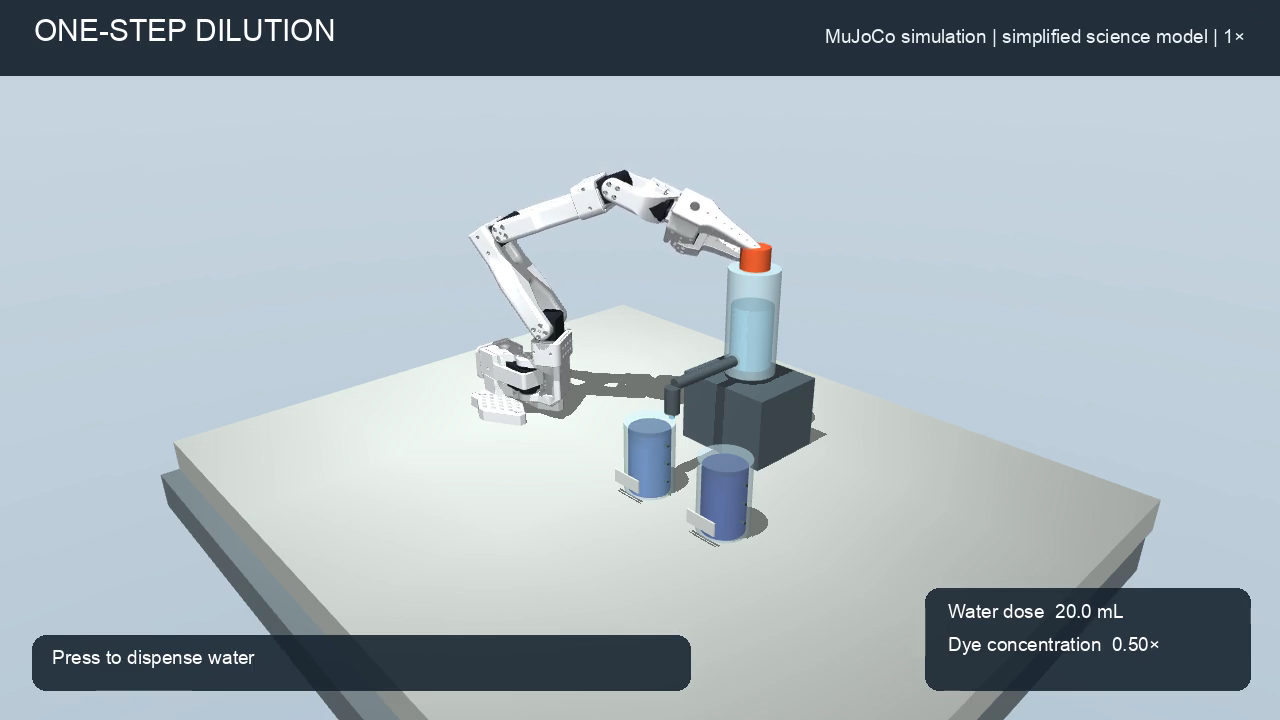 ONE-STEP DILUTION
MuJoCo simulation | simplified science model | 1×
Water dose 20.0 mL
Dye concentration 0.50×
Press to dispense water